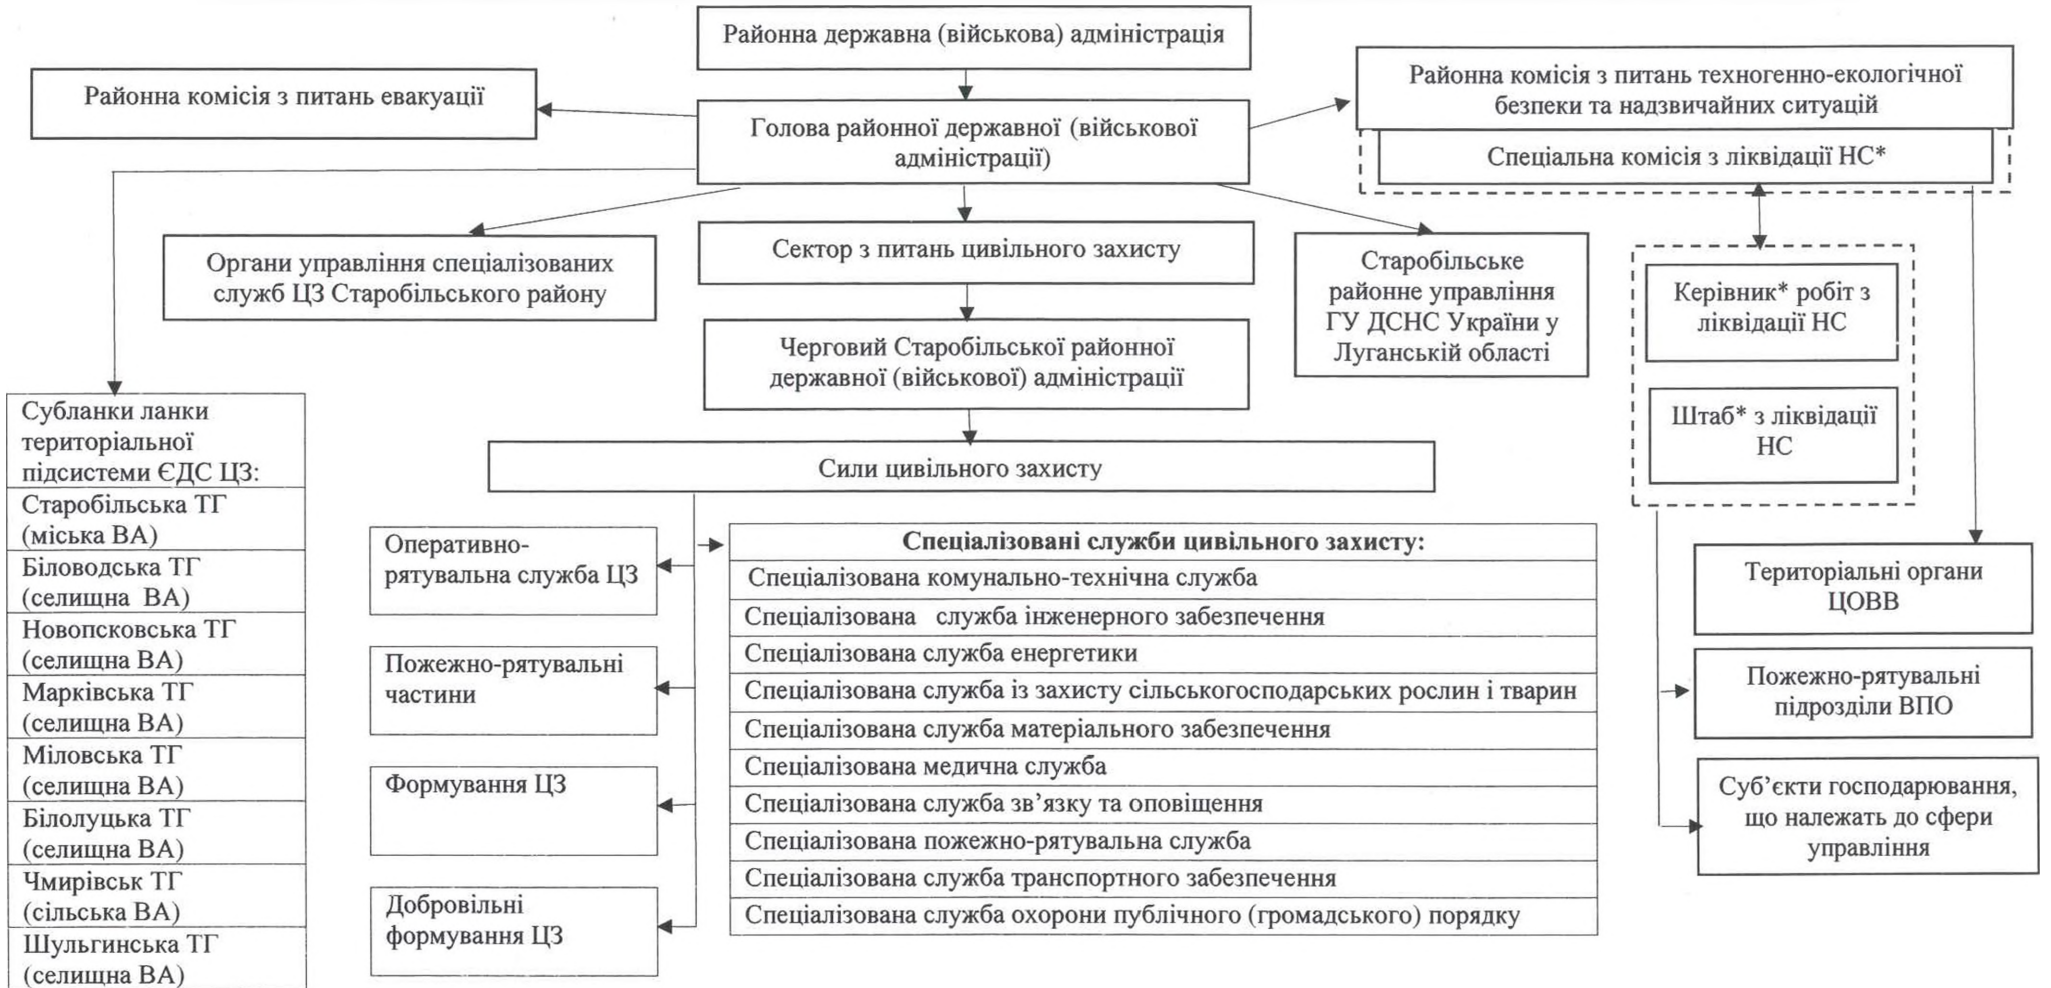 Районна державна (військова) адміністрація
Районна комісія з питань евакуації
Голова районної державної (військової
адміністрації)
Районна комісія з питань техногенно-екологічної
безпеки та надзвичайних ситуацій
Спеціальна комісія з ліквідації НС*
Органи управління спеціалізованих
служб ЦЗ Старобільського району
Сектор з питань цивільного захисту
Старобільське
районне управління
ГУ ДСНС України у
Луганській області
Керівник* робіт з
ліквідації НС
Штаб* з ліквідації
НС
Черговий Старобільської районної
державної (військової) адміністрації
Сили цивільного захисту
Субланки ланки
територіальної
підсистеми ЄДС ЦЗ:
Старобільська ТГ
(міська ВА)
Біловодська ТГ
(селищна ВА)
Новопсковська ТГ
(селищна ВА)
Марківська ТГ
(селищна ВА)
Міловська ТГ
(селищна ВА)
Білолуцька ТГ
(селищна ВА)
Чмирівськ ТГ
(сільська ВА)
Шульгинська ТГ
(селищна ВА)
Оперативно-
рятувальна служба ЦЗ
Пожежно-рятувальні
частини
Формування ЦЗ
Добровільні
формування ЦЗ
Спеціалізовані служби цивільного захисту:
Спеціалізована комунально-технічна служба
Спеціалізована служба інженерного забезпечення
Спеціалізована служба енергетики
Спеціалізована служба із захисту сільськогосподарських рослин і тварин
Спеціалізована служба матеріального забезпечення
Спеціалізована медична служба
Спеціалізована служба зв’язку та оповіщення
Спеціалізована пожежно-рятувальна служба
Спеціалізована служба транспортного забезпечення
Спеціалізована служба охорони публічного (громадського) порядку
Територіальні органи
ЦОВВ
Пожежно-рятувальні
підрозділи ВПО
Суб’єкти господарювання,
що належать до сфери
управління